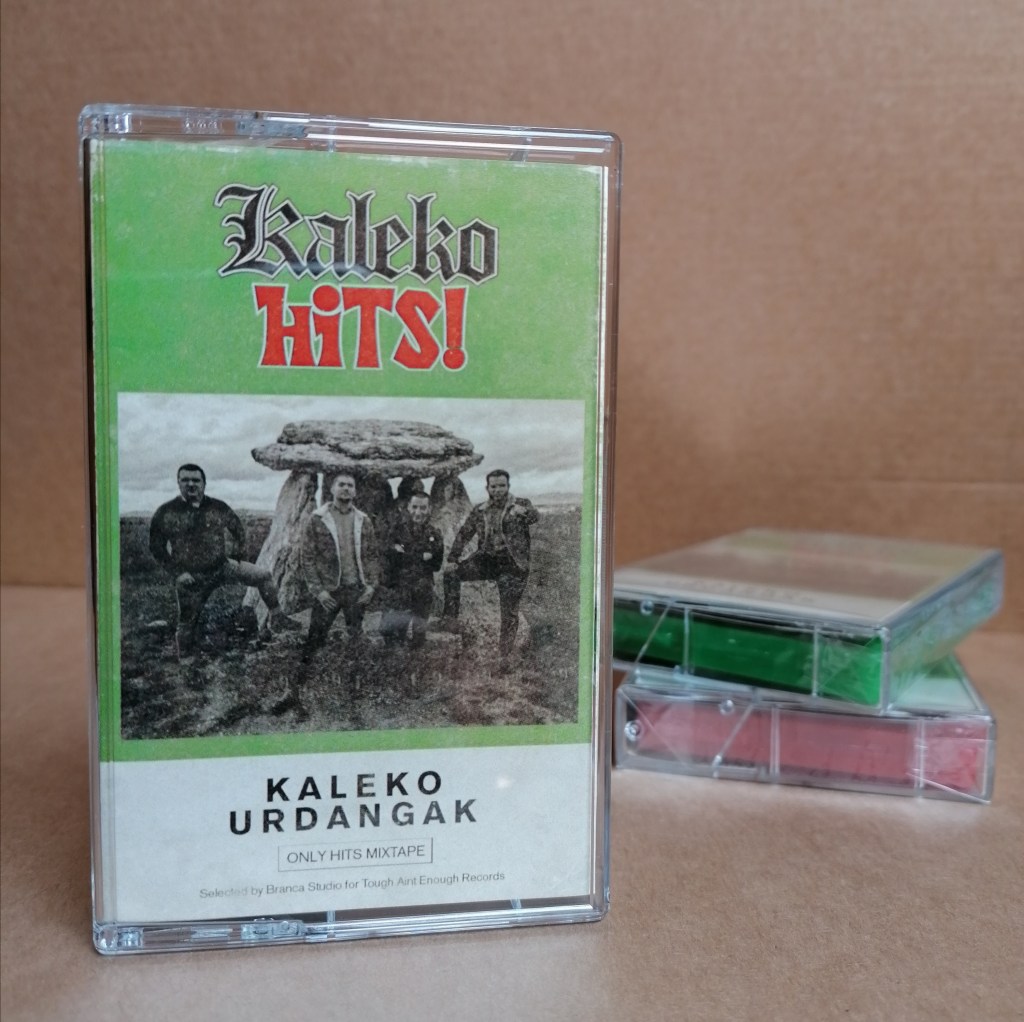 Kaleko
HiTS!
KALEKO
URDANGAK
ONLY HITS MIXTAPE
Selected by Branca Studio for Tough Aint Enough Records